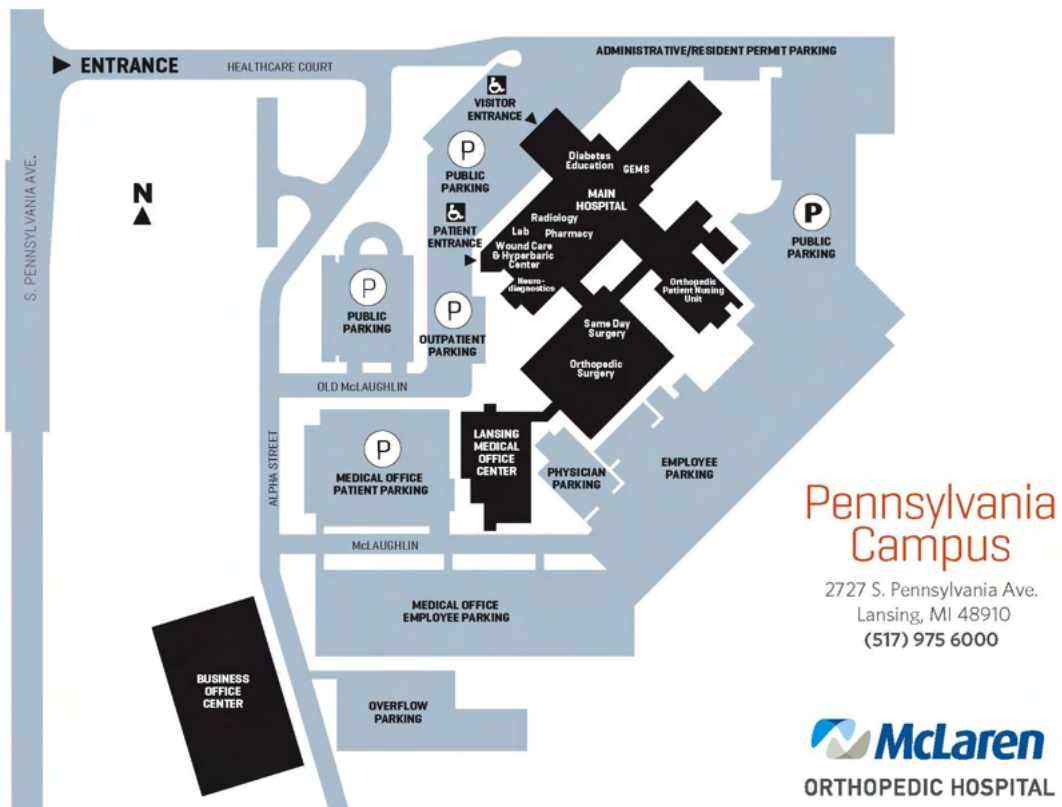 ADMINISTRATIVE/RESIDENT PERMIT PARKING
ENTRANCE
HEALTHCARE COURT
S. PENNSYLVANIA AVE.
N
VISITOR
ENTRANCE
P
PUBLIC
PARKING
Diabetes
Education
GEMS
MAIN
HOSPITAL
Radiology
Lab
Pharmacy
Wound Care
& Hyperbaric
Center
Neuro-
diagnostics
PATIENT
ENTRANCE
P
PUBLIC
PARKING
P
PUBLIC
PARKING
P
OUTPATIENT
PARKING
Orthopedic
Patient Nusing
Unit
Same Day
Surgery
Orthopedic
Surgery
OLD McLAUGHLIN
ALPHA STREET
P
MEDICAL OFFICE
PATIENT PARKING
LANSING
MEDICAL
OFFICE
CENTER
PHYSICIAN
PARKING
EMPLOYEE
PARKING
McLAUGHLIN
MEDICAL OFFICE
EMPLOYEE PARKING
BUSINESS
OFFICE
CENTER
OVERFLOW
PARKING
Pennsylvania
Campus
2727 S. Pennsylvania Ave.
Lansing, MI 48910
(517) 975 6000
McLaren
ORTHOPEDIC HOSPITAL